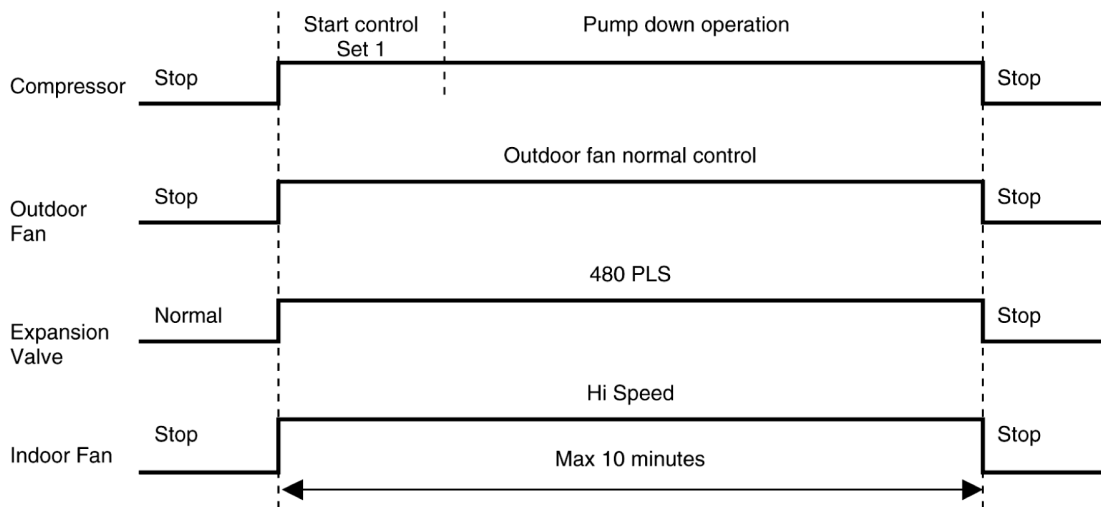 Start control
Set 1
Pump down operation
Compressor
Stop
Stop
Outdoor fan normal control
Outdoor
Fan
Stop
Stop
480 PLS
Expansion
Valve
Normal
Stop
Hi Speed
Indoor Fan
Stop
Stop
Max 10 minutes